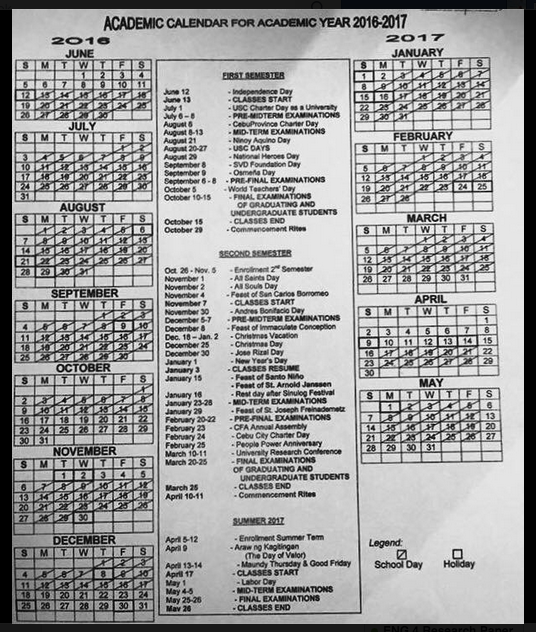 ACADEMIC CALENDAR FOR ACADEMIC YEAR 2016-2017
2016
JUNE
S M T W T F S
1 2 3 4
5 6 7 8 9 10 11
12 13 14 15 16 17 18
19 20 21 22 23 24 25
26 27 28 29 30
JULY
S M T W T F S
1 2
3 4 5 6 7 8 9
10 11 12 13 14 15 16
17 18 19 20 21 22 23
24 25 26 27 28 29 30
31
AUGUST
S M T W T F S
1 2 3 4 5 6
7 8 9 10 11 12 13
14 15 16 17 18 19 20
21 22 23 24 25 26 27
28 29 30 31
SEPTEMBER
S M T W T F S
1 2 3
4 5 6 7 8 9 10
11 12 13 14 15 16 17
18 19 20 21 22 23 24
25 26 27 28 29 30
OCTOBER
S M T W T F S
1
2 3 4 5 6 7 8
9 10 11 12 13 14 15
16 17 18 19 20 21 22
23 24 25 26 27 28 29
30 31
NOVEMBER
S M T W T F S
1 2 3 4 5
6 7 8 9 10 11 12
13 14 15 16 17 18 19
20 21 22 23 24 25 26
27 28 29 30
DECEMBER
S M T W T F S
1 2 3
4 5 6 7 8 9 10
11 12 13 14 15 16 17
18 19 20 21 22 23 24
25 26 27 28 29 30 31
FIRST SEMESTER
June 12 - Independence Day
June 13 - CLASSES START
July 1 - USC Charter Day as a University
July 6 – 8 - PRE-MIDTERM EXAMINATIONS
August 6 - CebuProvince Charter Day
August 8-13 - MID-TERM EXAMINATIONS
August 21 - Ninoy Aquino Day
August 20-27 - USC DAYS
August 29 - National Heroes Day
September 8 - SVD Foundation Day
September 9 - Osmeña Day
September 6 - 8 - PRE-FINAL EXAMINATIONS
October 5 - World Teachers' Day
October 10-15 - FINAL EXAMINATIONS
OF GRADUATING AND
UNDERGRADUATE STUDENTS
October 15 - CLASSES END
October 29 - Commencement Rites
SECOND SEMESTER
Oct. 26 - Nov. 5 - Enrollment 2nd Semester
November 1 - All Saints Day
November 2 - All Souls Day
November 4 - Feast of San Carlos Borromeo
November 7 - CLASSES START
November 30 - Andres Bonifacio Day
December 5-7 - PRE-MIDTERM EXAMINATIONS
December 8 - Feast of Immaculate Conception
Dec. 18 – Jan. 2 - Christmas Vacation
December 25 - Christmas Day
December 30 - Jose Rizal Day
January 1 - New Year's Day
January 3 - CLASSES RESUME
January 15 - Feast of Santo Niño
- Feast of St. Arnold Janssen
January 16 - Rest day after Sinulog Festival
January 23-28 - MID-TERM EXAMINATIONS
January 29 - Feast of St. Joseph Freinademetz
February 20-22 - PRE-FINAL EXAMINATIONS
February 23 - CFA Annual Assembly
February 24 - Cebu City Charter Day
February 25 - People Power Anniversary
March 10-11 - University Research Conference
March 20-25 - FINAL EXAMINATIONS
OF GRADUATING AND
UNDERGRADUATE STUDENTS
March 25 - CLASSES END
April 10-11 - Commencement Rites
SUMMER 2017
April 5-12 - Enrollment Summer Term
April 9 - Araw ng Kagitingan
(The Day of Valor)
April 13-14 - Maundy Thursday & Good Friday
April 17 - CLASSES START
May 1 - Labor Day
May 4-5 - MID-TERM EXAMINATIONS
May 25-26 - FINAL EXAMINATIONS
May 26 - CLASSES END
2017
JANUARY
S M T W T F S
1 2 3 4 5 6 7
8 9 10 11 12 13 14
15 16 17 18 19 20 21
22 23 24 25 26 27 28
29 30 31
FEBRUARY
S M T W T F S
1 2 3 4
5 6 7 8 9 10 11
12 13 14 15 16 17 18
19 20 21 22 23 24 25
26 27 28
MARCH
S M T W T F S
1 2 3 4
5 6 7 8 9 10 11
12 13 14 15 16 17 18
19 20 21 22 23 24 25
26 27 28 29 30 31
APRIL
S M T W T F S
1
2 3 4 5 6 7 8
9 10 11 12 13 14 15
16 17 18 19 20 21 22
23 24 25 26 27 28 29
30
MAY
S M T W T F S
1 2 3 4 5 6
7 8 9 10 11 12 13
14 15 16 17 18 19 20
21 22 23 24 25 26 27
28 29 30 31
Legend:
School Day Holiday
ENG 4 Research Paper